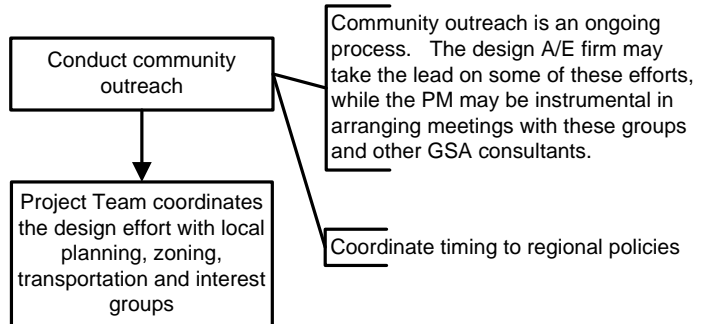 Conduct community
outreach
Community outreach is an ongoing
process.   The design A/E firm may
take the lead on some of these efforts,
while the PM may be instrumental in
arranging meetings with these groups
and other GSA consultants.
Project Team coordinates
the design effort with local
planning, zoning,
transportation and interest
groups
Coordinate timing to regional policies